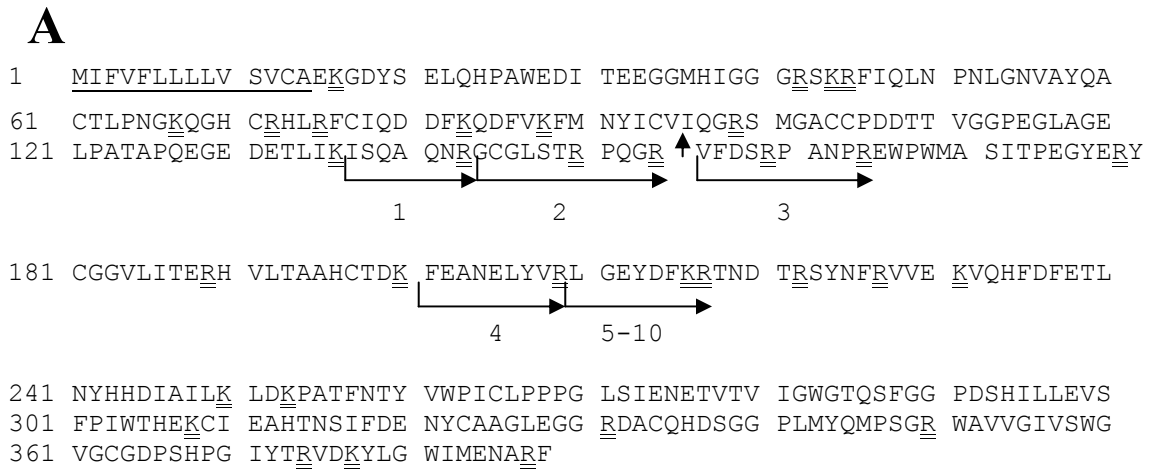 A
1 MIFVFLLLLV SVCAEKGDYS ELQHPAWEDI TEEGGMHIGG GRSKRFIQLN PNLGNVAYQA
61 CTLPNGKQGH CRHLRFCIQD DFKQDFVKFM NYICVIQGRS MGACCPDDTT VGGPEGLAGE
121 LPATAPQEGE DETLIKISQA QNRGCGLSTR PQGR VFDSRP ANPREWPWMA SITPEGYERY
1 2 3
181 CGGVLITERH VLTAAHCTDK FEANELYVRL GEYDFKRTND TRSYNFRVVE KVQHFDFETL
4 5-10
241 NYHHDIAILK LDKPATFNTY VWPICLPPPG LSIENETVTV IGWGTQSFGG PDSHILLEVS
301 FPIWTHEKCI EAHTNSIFDE NYCAAGLEGG RDACQHDSGG PLMYQMPSGR WAVVGIVSWG
361 VGCGDPSHPG IYTRVDKYLG WIMENARF